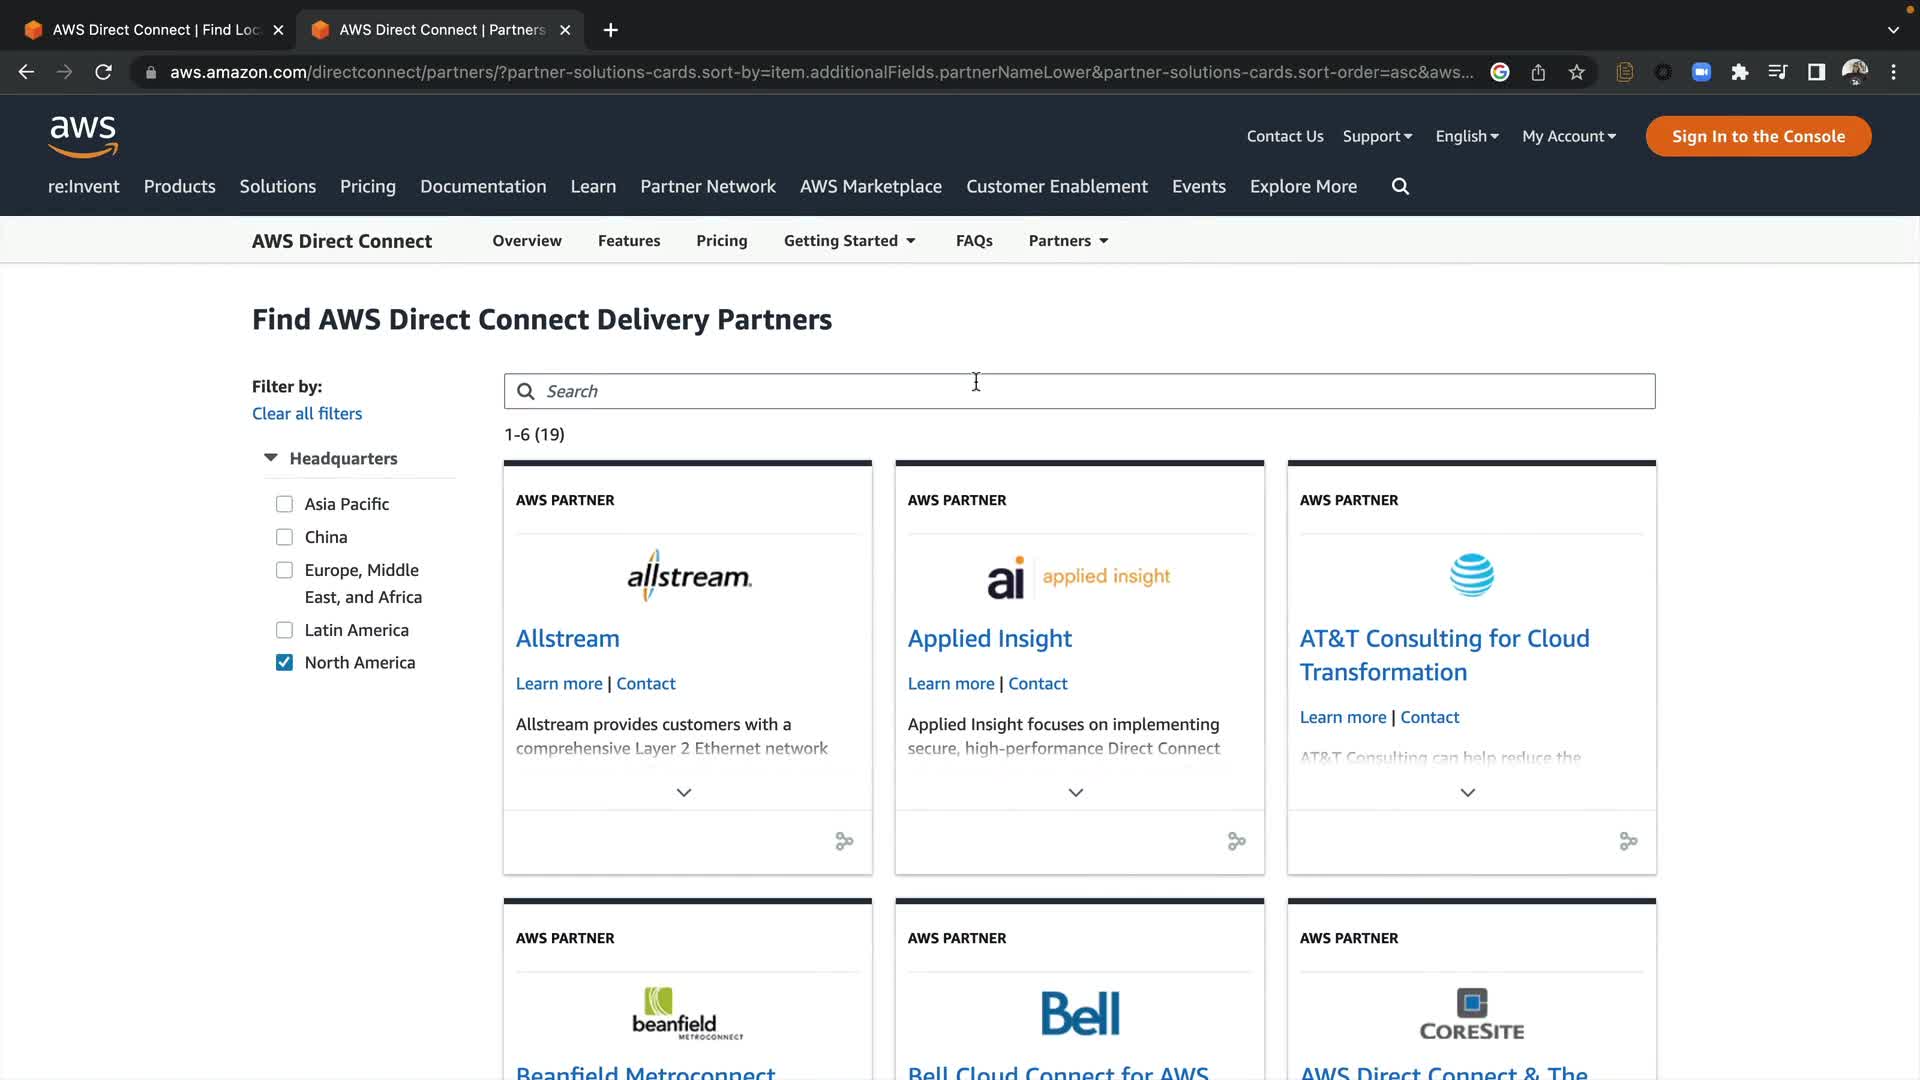 AWS Direct Connect | Find Loc
AWS Direct Connect | Partners
aws.amazon.com/directconnect/partners/?partner-solutions-cards.sort-by=item.additionalFields.partnerNameLower&partner-solutions-cards.sort-order=asc&aws...
aws
Contact Us Support English My Account Sign In to the Console
re:Invent Products Solutions Pricing Documentation Learn Partner Network AWS Marketplace Customer Enablement Events Explore More
AWS Direct Connect Overview Features Pricing Getting Started FAQs Partners
Find AWS Direct Connect Delivery Partners
Filter by:
Clear all filters
Headquarters
Asia Pacific
China
Europe, Middle
East, and Africa
Latin America
North America
Search
1-6 (19)
AWS PARTNER
allstream.
Allstream
Learn more | Contact
Allstream provides customers with a
comprehensive Layer 2 Ethernet network
AWS PARTNER
ai applied insight
Applied Insight
Learn more | Contact
Applied Insight focuses on implementing
secure, high-performance Direct Connect
AWS PARTNER
AT&T Consulting for Cloud
Transformation
Learn more | Contact
AT&T Consulting can help reduce the
AWS PARTNER
beanfield
METROCONNECT
Beanfield Metroconnect
AWS PARTNER
Bell
Bell Cloud Connect for AWS
AWS PARTNER
CORESITE
AWS Direct Connect & The